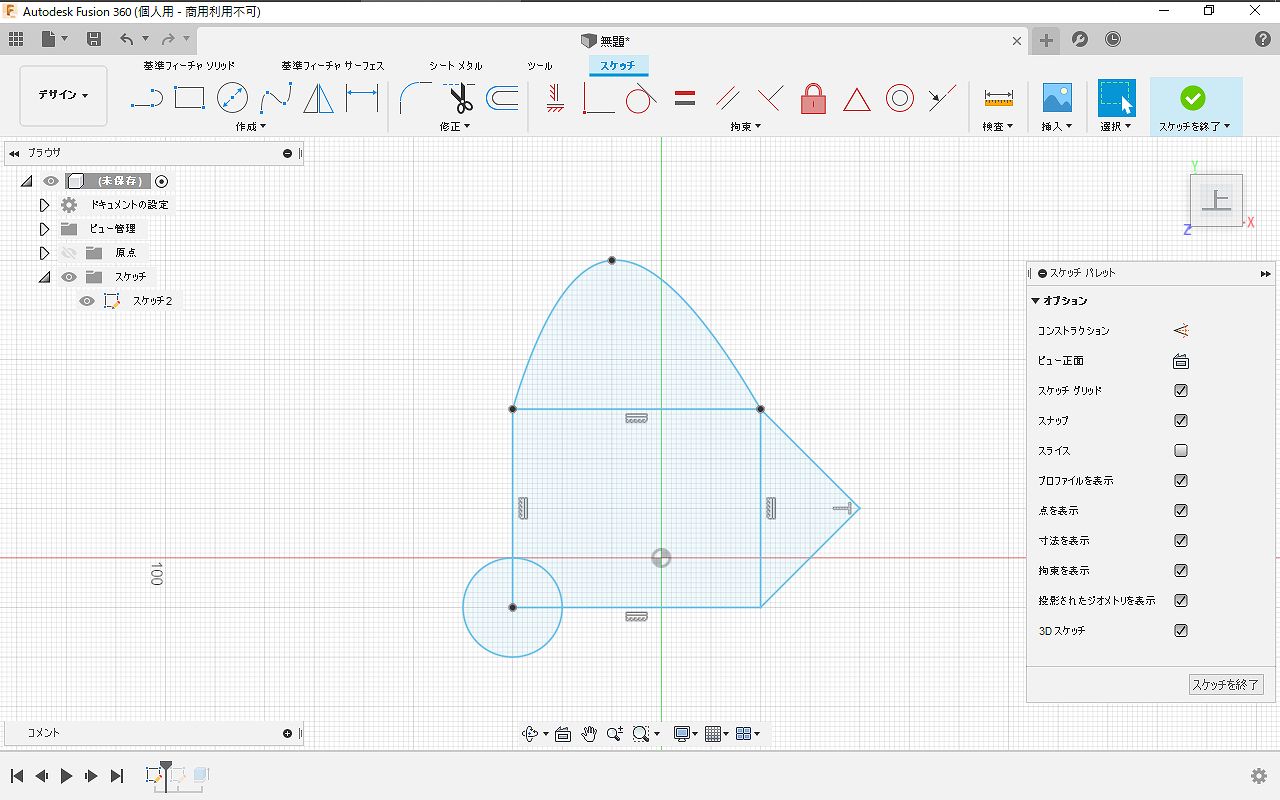 Autodesk Fusion 360 (個人用 - 商用利用不可)
無題*
基準フィーチャ ソリッド 基準フィーチャ サーフェス シート メタル ツール スケッチ
デザイン
作成 修正 拘束 検査 挿入 選択 スケッチを終了
ブラウザ
(未保存)
ドキュメントの設定
ビュー管理
原点
スケッチ
スケッチ2
Y
上
Z
X
スケッチ パレット
オプション
コンストラクション
ビュー正面
スケッチ グリッド
スナップ
スライス
プロファイルを表示
点を表示
寸法を表示
拘束を表示
投影されたジオメトリを表示
3D スケッチ
スケッチを終了
100
コメント